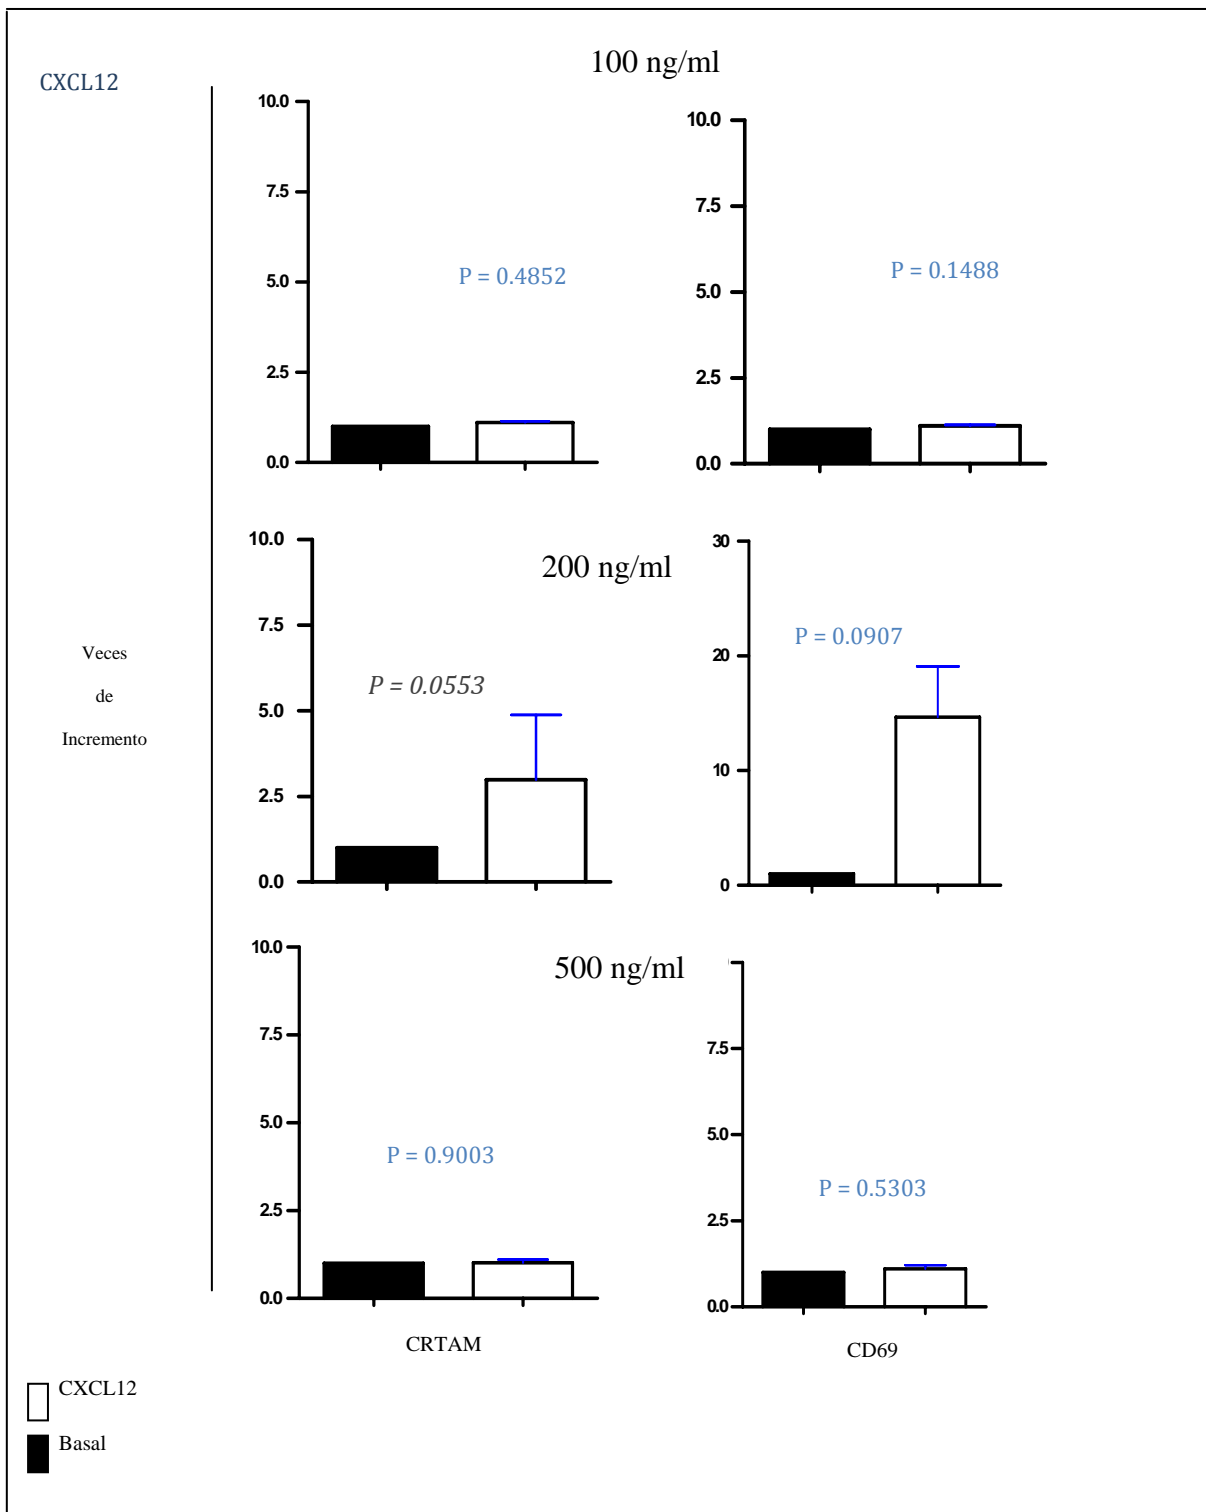 100 ng/ml
CXCL12
10.0
7.5
5.0
2.5
0.0
P = 0.4852
10.0
7.5
5.0
2.5
0.0
P = 0.1488
200 ng/ml
Veces
de
Incremento
10.0
7.5
5.0
2.5
0.0
P = 0.0553
30
20
10
0
P = 0.0907
500 ng/ml
10.0
7.5
5.0
2.5
0.0
P = 0.9003
7.5
5.0
2.5
0.0
P = 0.5303
CRTAM
CD69
CXCL12
Basal